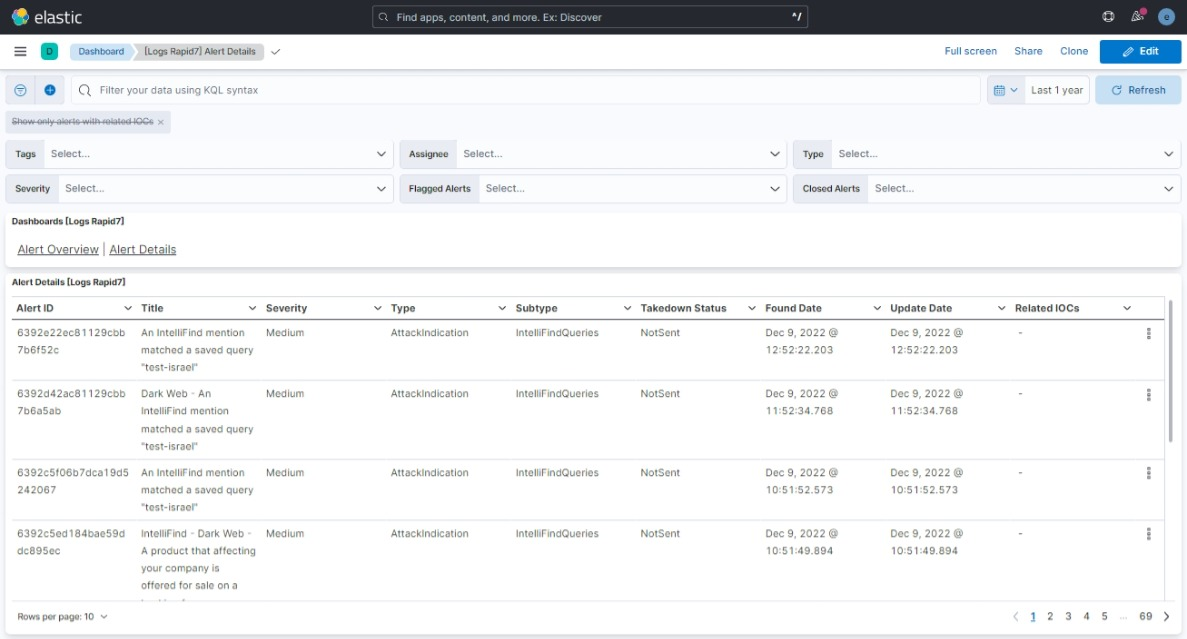 elastic
Find apps, content, and more. Ex: Discover
^/
e
D
Dashboard
[Logs Rapid7] Alert Details
Full screen
Share
Clone
Edit
Filter your data using KQL syntax
Last 1 year
Refresh
Show only alerts with related IOCs ×
Tags Select...
Assignee Select...
Type Select...
Severity Select...
Flagged Alerts Select...
Closed Alerts Select...
Dashboards [Logs Rapid7]
Alert Overview | Alert Details
Alert Details [Logs Rapid7]
Alert ID Title Severity Type Subtype Takedown Status Found Date Update Date Related IOCs
6392e22ec81129cbb An IntelliFind mention Medium AttackIndication IntelliFindQueries NotSent Dec 9, 2022 @ Dec 9, 2022 @ -
7b6f52c matched a saved query 12:52:22.203 12:52:22.203
"test-israel"
6392d42ac81129cbb Dark Web - An Medium AttackIndication IntelliFindQueries NotSent Dec 9, 2022 @ Dec 9, 2022 @ -
7b6a5ab IntelliFind mention 11:52:34.768 11:52:34.768
matched a saved query
"test-israel"
6392c5f06b7dca19d5 An IntelliFind mention Medium AttackIndication IntelliFindQueries NotSent Dec 9, 2022 @ Dec 9, 2022 @ -
242067 matched a saved query 10:51:52.573 10:51:52.573
"test-israel"
6392c5ed184bae59d IntelliFind - Dark Web - Medium AttackIndication IntelliFindQueries NotSent Dec 9, 2022 @ Dec 9, 2022 @ -
dc895ec A product that affecting 10:51:49.894 10:51:49.894
your company is
offered for sale on a
Rows per page: 10
1 2 3 4 5 ... 69